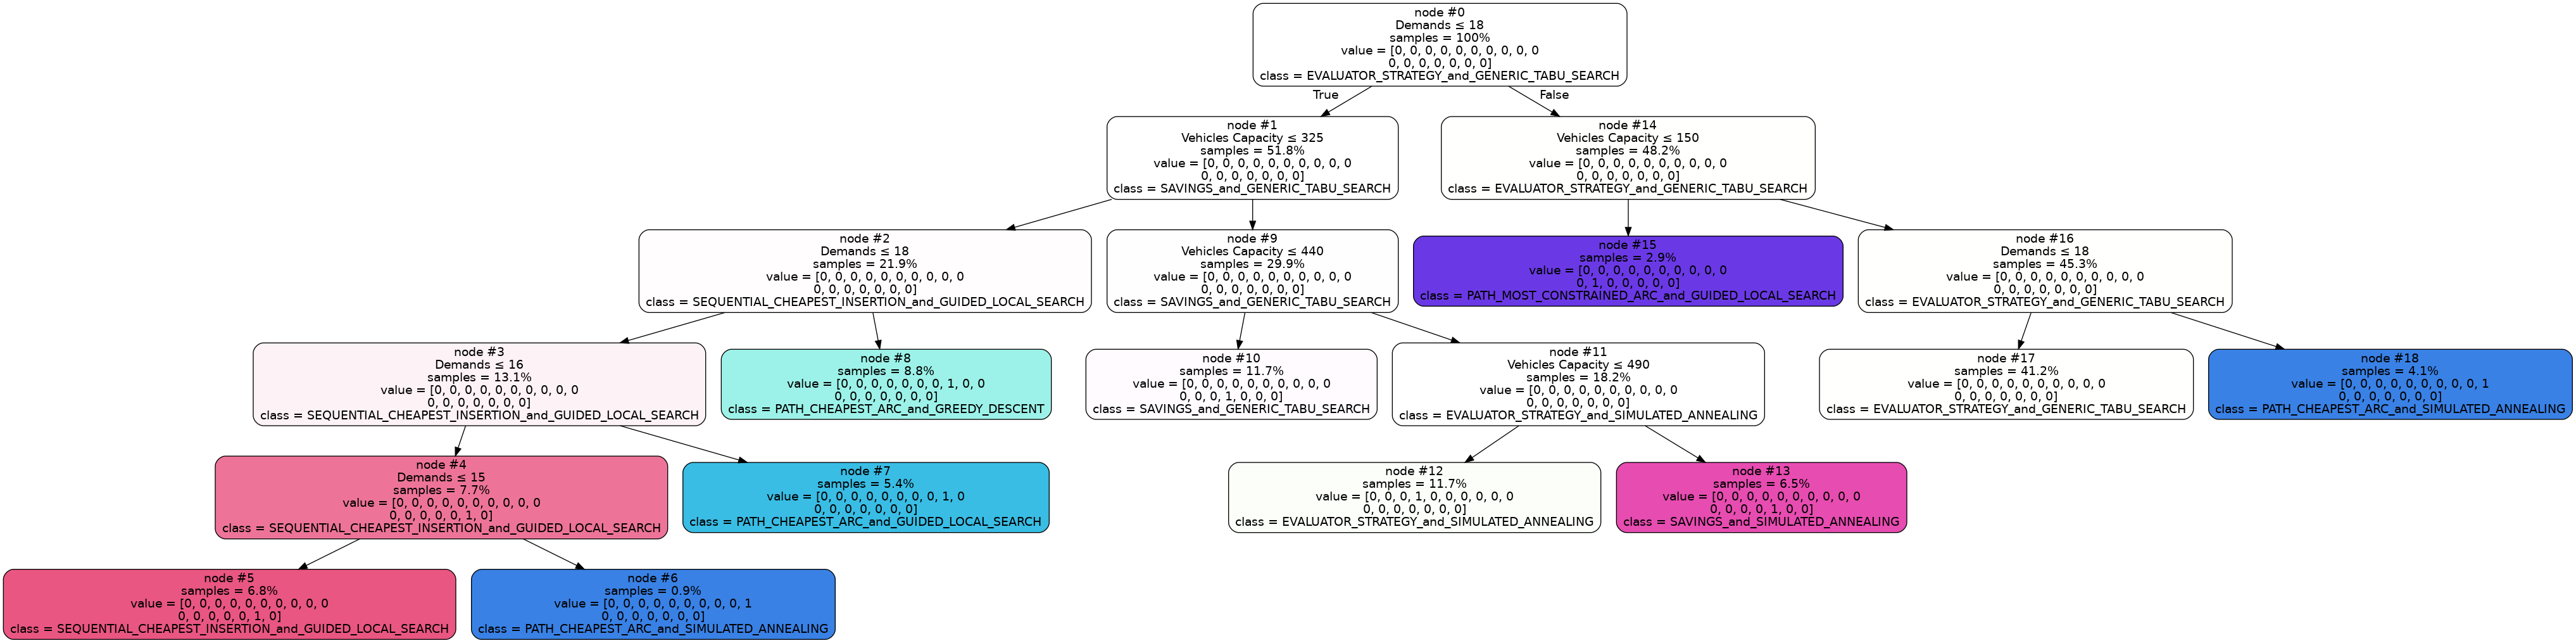 node #0
Demands ≤ 18
samples = 100%
value = [0, 0, 0, 0, 0, 0, 0, 0, 0, 0
0, 0, 0, 0, 0, 0, 0]
class = EVALUATOR_STRATEGY_and_GENERIC_TABU_SEARCH
True
False
node #1
Vehicles Capacity ≤ 325
samples = 51.8%
value = [0, 0, 0, 0, 0, 0, 0, 0, 0, 0
0, 0, 0, 0, 0, 0, 0]
class = SAVINGS_and_GENERIC_TABU_SEARCH
node #14
Vehicles Capacity ≤ 150
samples = 48.2%
value = [0, 0, 0, 0, 0, 0, 0, 0, 0, 0
0, 0, 0, 0, 0, 0, 0]
class = EVALUATOR_STRATEGY_and_GENERIC_TABU_SEARCH
node #2
Demands ≤ 18
samples = 21.9%
value = [0, 0, 0, 0, 0, 0, 0, 0, 0, 0
0, 0, 0, 0, 0, 0, 0]
class = SEQUENTIAL_CHEAPEST_INSERTION_and_GUIDED_LOCAL_SEARCH
node #9
Vehicles Capacity ≤ 440
samples = 29.9%
value = [0, 0, 0, 0, 0, 0, 0, 0, 0, 0
0, 0, 0, 0, 0, 0, 0]
class = SAVINGS_and_GENERIC_TABU_SEARCH
node #15
samples = 2.9%
value = [0, 0, 0, 0, 0, 0, 0, 0, 0, 0
0, 1, 0, 0, 0, 0, 0]
class = PATH_MOST_CONSTRAINED_ARC_and_GUIDED_LOCAL_SEARCH
node #16
Demands ≤ 18
samples = 45.3%
value = [0, 0, 0, 0, 0, 0, 0, 0, 0, 0
0, 0, 0, 0, 0, 0, 0]
class = EVALUATOR_STRATEGY_and_GENERIC_TABU_SEARCH
node #3
Demands ≤ 16
samples = 13.1%
value = [0, 0, 0, 0, 0, 0, 0, 0, 0, 0
0, 0, 0, 0, 0, 0, 0]
class = SEQUENTIAL_CHEAPEST_INSERTION_and_GUIDED_LOCAL_SEARCH
node #8
samples = 8.8%
value = [0, 0, 0, 0, 0, 0, 0, 1, 0, 0
0, 0, 0, 0, 0, 0, 0]
class = PATH_CHEAPEST_ARC_and_GREEDY_DESCENT
node #10
samples = 11.7%
value = [0, 0, 0, 0, 0, 0, 0, 0, 0, 0
0, 0, 0, 1, 0, 0, 0]
class = SAVINGS_and_GENERIC_TABU_SEARCH
node #11
Vehicles Capacity ≤ 490
samples = 18.2%
value = [0, 0, 0, 0, 0, 0, 0, 0, 0, 0
0, 0, 0, 0, 0, 0, 0]
class = EVALUATOR_STRATEGY_and_SIMULATED_ANNEALING
node #17
samples = 41.2%
value = [0, 0, 0, 0, 0, 0, 0, 0, 0, 0
0, 0, 0, 0, 0, 0, 0]
class = EVALUATOR_STRATEGY_and_GENERIC_TABU_SEARCH
node #18
samples = 4.1%
value = [0, 0, 0, 0, 0, 0, 0, 0, 0, 1
0, 0, 0, 0, 0, 0, 0]
class = PATH_CHEAPEST_ARC_and_SIMULATED_ANNEALING
node #4
Demands ≤ 15
samples = 7.7%
value = [0, 0, 0, 0, 0, 0, 0, 0, 0, 0
0, 0, 0, 0, 0, 1, 0]
class = SEQUENTIAL_CHEAPEST_INSERTION_and_GUIDED_LOCAL_SEARCH
node #7
samples = 5.4%
value = [0, 0, 0, 0, 0, 0, 0, 0, 1, 0
0, 0, 0, 0, 0, 0, 0]
class = PATH_CHEAPEST_ARC_and_GUIDED_LOCAL_SEARCH
node #12
samples = 11.7%
value = [0, 0, 0, 1, 0, 0, 0, 0, 0, 0
0, 0, 0, 0, 0, 0, 0]
class = EVALUATOR_STRATEGY_and_SIMULATED_ANNEALING
node #13
samples = 6.5%
value = [0, 0, 0, 0, 0, 0, 0, 0, 0, 0
0, 0, 0, 0, 1, 0, 0]
class = SAVINGS_and_SIMULATED_ANNEALING
node #5
samples = 6.8%
value = [0, 0, 0, 0, 0, 0, 0, 0, 0, 0
0, 0, 0, 0, 0, 1, 0]
class = SEQUENTIAL_CHEAPEST_INSERTION_and_GUIDED_LOCAL_SEARCH
node #6
samples = 0.9%
value = [0, 0, 0, 0, 0, 0, 0, 0, 0, 1
0, 0, 0, 0, 0, 0, 0]
class = PATH_CHEAPEST_ARC_and_SIMULATED_ANNEALING